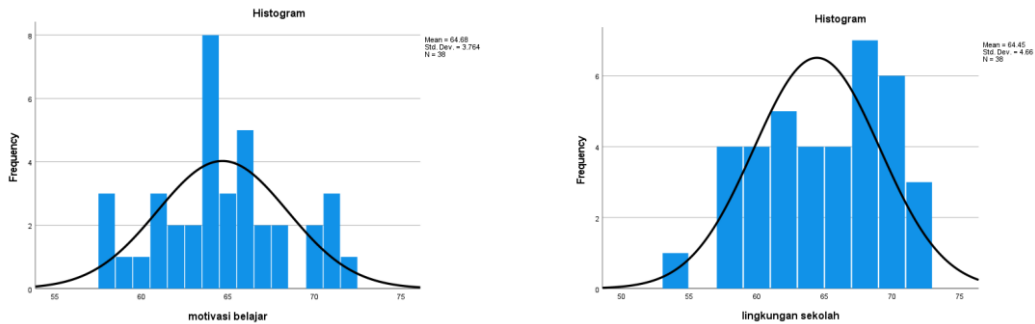 Histogram
Mean = 64.68
Std. Dev. = 3.764
N = 38
Frequency
8
6
4
2
0
55 60 65 70 75
motivasi belajar
Histogram
Mean = 64.45
Std. Dev. = 4.66
N = 38
Frequency
6
4
2
0
50 55 60 65 70 75
lingkungan sekolah